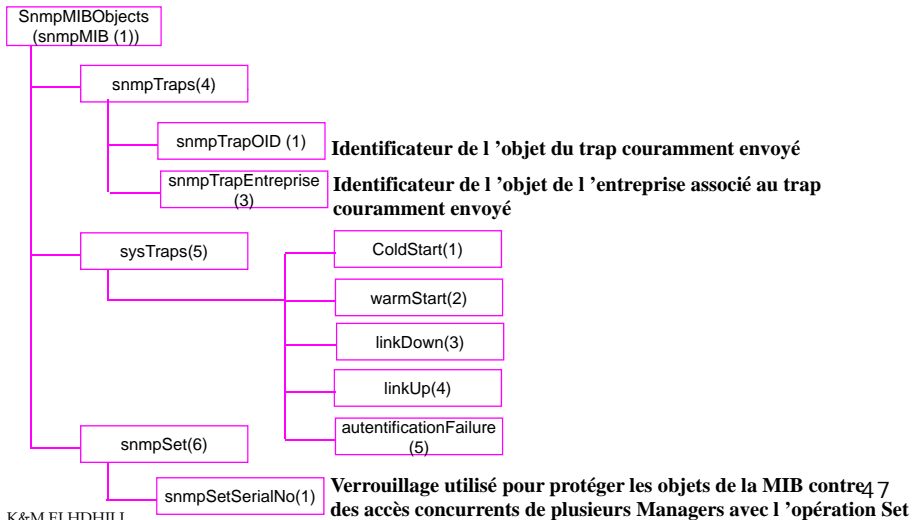 SnmpMIBObjects
(snmpMIB (1))
snmpTraps(4)
snmpTrapOID (1)
Identificateur de l ’objet du trap couramment envoyé
snmpTrapEntreprise
(3)
Identificateur de l ’objet de l ’entreprise associé au trap
couramment envoyé
sysTraps(5)
ColdStart(1)
warmStart(2)
linkDown(3)
linkUp(4)
autentificationFailure
(5)
snmpSet(6)
snmpSetSerialNo(1)
Verrouillage utilisé pour protéger les objets de la MIB contre
des accès concurrents de plusieurs Managers avec l ’opération Set
47
K&M ELHDHILI